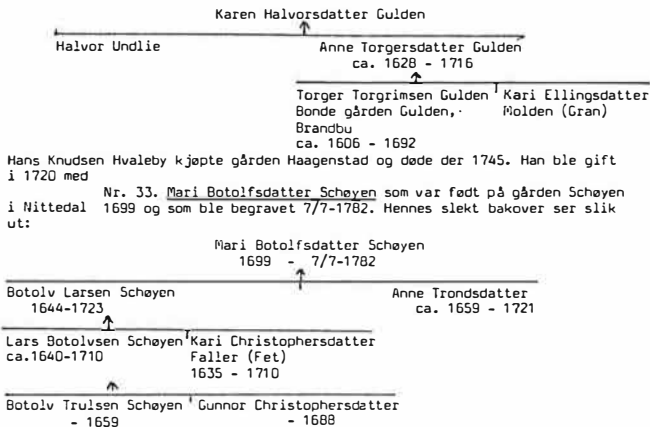 Karen Halvorsdatter Gulden
Halvor Undlie Anne Torgersdatter Gulden
ca. 1628 - 1716
Torger Torgrimsen Gulden Kari Ellingsdatter
Bonde gården Gulden, Molden (Gran)
Brandbu
ca. 1606 - 1692
Hans Knudsen Hvaleby kjøpte gården Haagenstad og døde der 1745. Han ble gift
i 1720 med
Nr. 33. Mari Botolfsdatter Schøyen som var født på gården Schøyen
i Nittedal 1699 og som ble begravet 7/7-1782. Hennes slekt bakover ser slik
ut:
Mari Botolfsdatter Schøyen
1699 - 7/7-1782
Botolv Larsen Schøyen Anne Trondsdatter
1644-1723 ca. 1659 - 1721
Lars Botolvsen Schøyen Kari Christophersdatter
ca.1640-1710 Faller (Fet)
1635 - 1710
Botolv Trulsen Schøyen Gunnor Christophersdatter
- 1659 - 1688